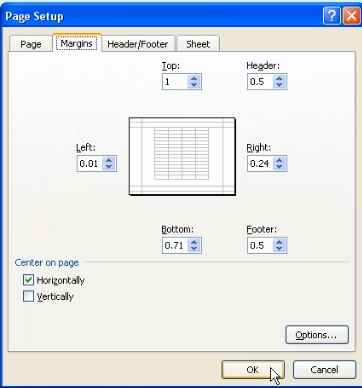 Page Setup
Page Margins Header/Footer Sheet
Top: Header:
1 0.5
Left: Right:
0.01 0.24
Bottom: Footer:
0.71 0.5
Center on page
Horizontally
Vertically
Options...
OK Cancel